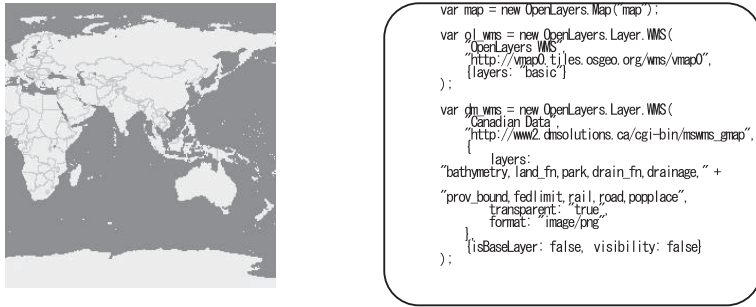 var map = new OpenLayers.Map("map");
var ol_wms = new OpenLayers.Layer.WMS(
"OpenLayers WMS",
"http://vmap0.tiles.osgeo.org/wms/vmap0",
{layers: "basic"}
);
var dm_wms = new OpenLayers.Layer.WMS(
"Canadian Data",
"http://www2.dmsolutions.ca/cgi-bin/mswms_gmap",
{
layers:
"bathymetry,land_fn,park,drain_fn,drainage," +
"prov_bound,fedlimit,rail,road,popplace",
transparent: "true",
format: "image/png"
},
{isBaseLayer: false, visibility: false}
);